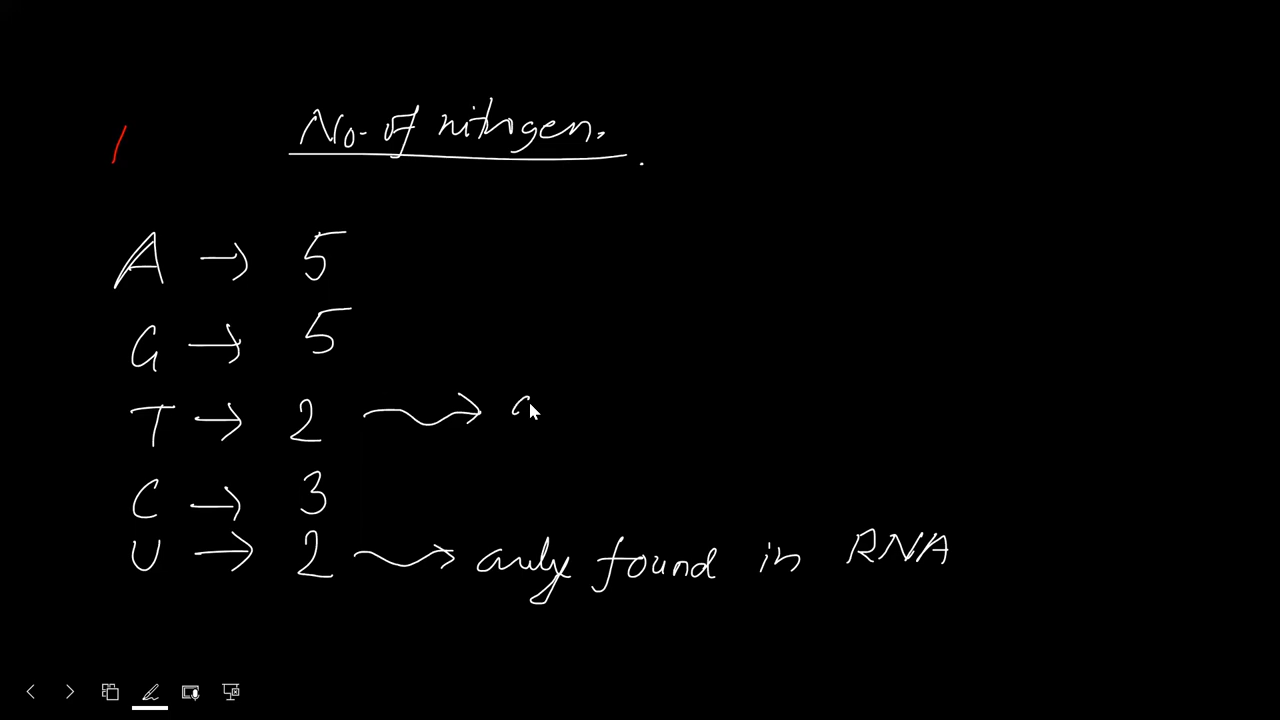 No. of nitrogen.
A → 5
G → 5
T → 2
C → 3
U → 2 → only found in RNA